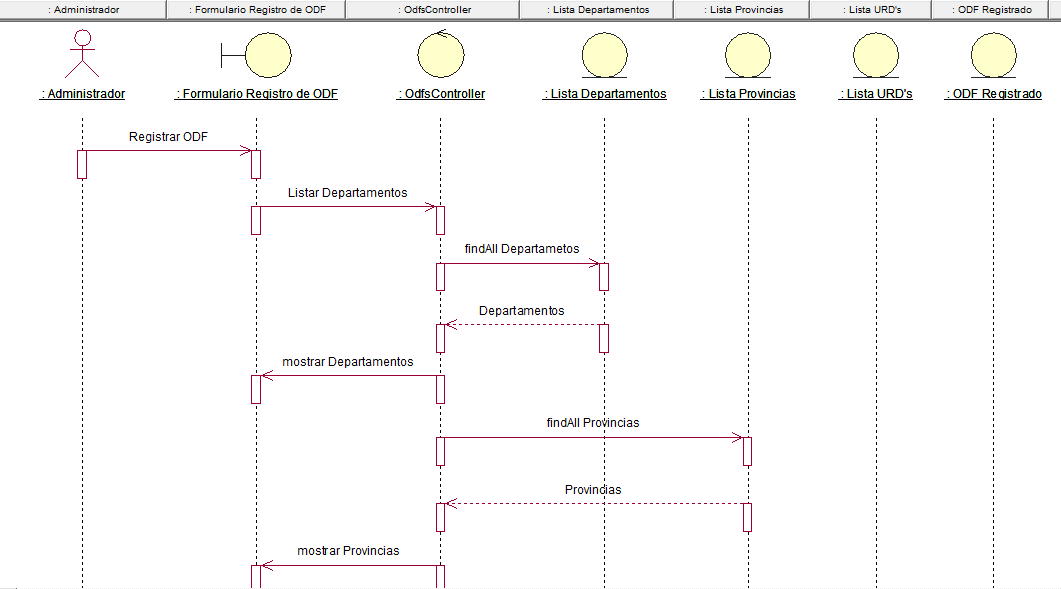 : Administrador
: Formulario Registro de ODF
: OdfsController
: Lista Departamentos
: Lista Provincias
: Lista URD's
: ODF Registrado
: Administrador
: Formulario Registro de ODF
: OdfsController
: Lista Departamentos
: Lista Provincias
: Lista URD's
: ODF Registrado
Registrar ODF
Listar Departamentos
findAll Departametos
Departamentos
mostrar Departamentos
findAll Provincias
Provincias
mostrar Provincias